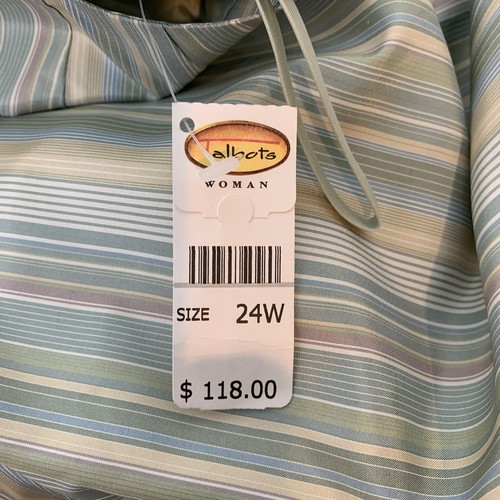 Talbots
WOMAN
SIZE 24W
$ 118.00